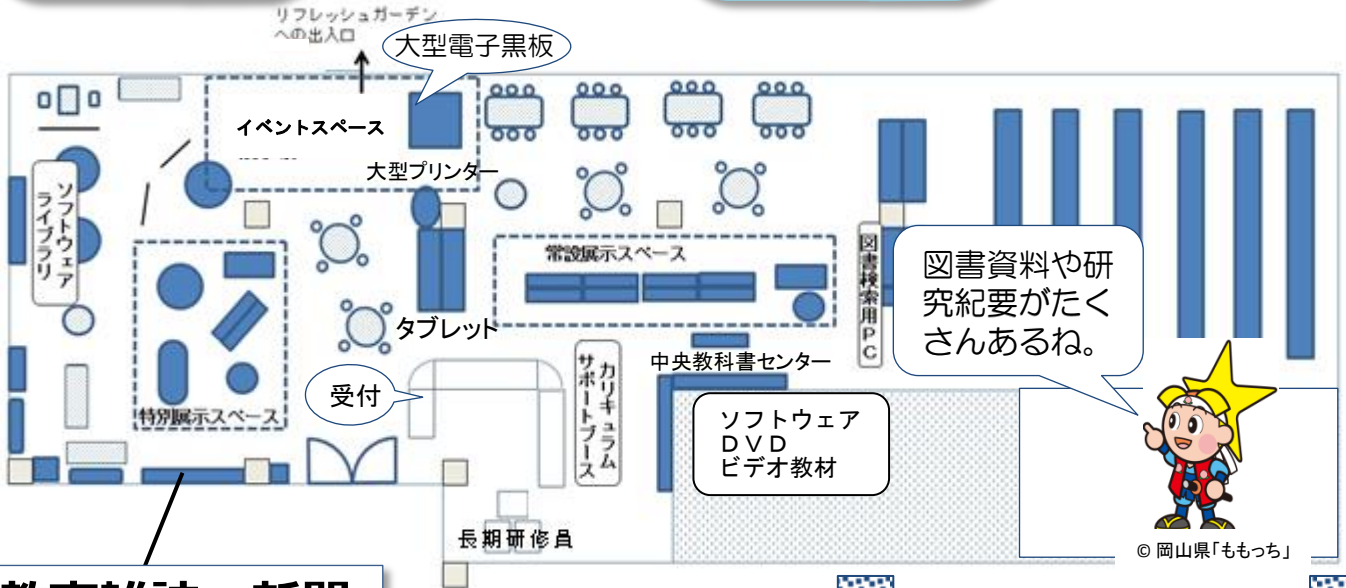 リフレッシュガーデン
への出入口
大型電子黒板
イベントスペース
大型プリンター
ソフトウェア
ライブラリ
常設展示スペース
図書検索用PC
図書資料や研
究紀要がたく
さんあるね。
タブレット
中央教科書センター
受付
カリキュラム
サポートブース
特別展示スペース
ソフトウェア
DVD
ビデオ教材
長期研修員
© 岡山県「ももっち」